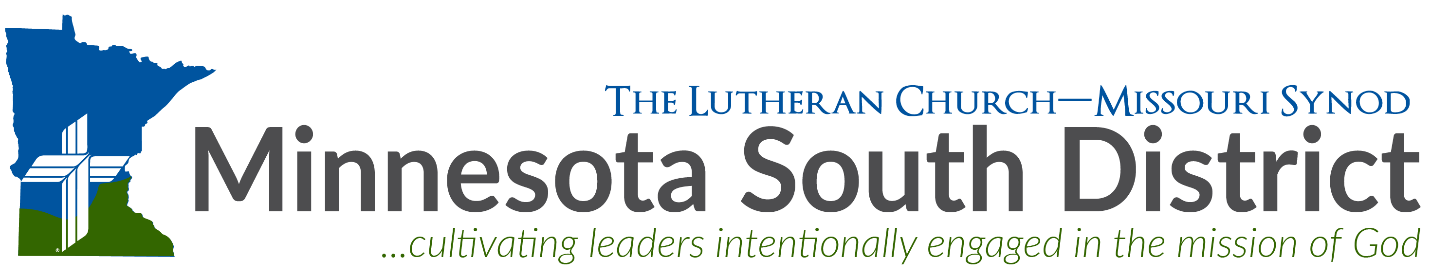 The Lutheran Church—Missouri Synod
Minnesota South District
...cultivating leaders intentionally engaged in the mission of God
®